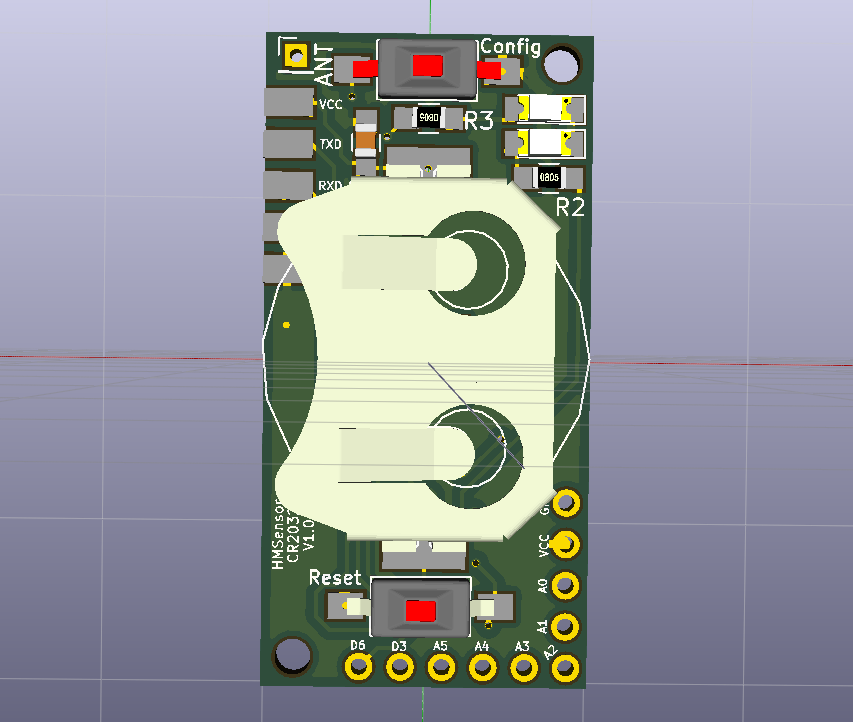 ANT
Config
VCC
TXD
RXD
0805
R3
0805
R2
HMSensor
CR203
V1.0
G
VCC
A0
A1
A2
Reset
D6
D3
A5
A4
A3